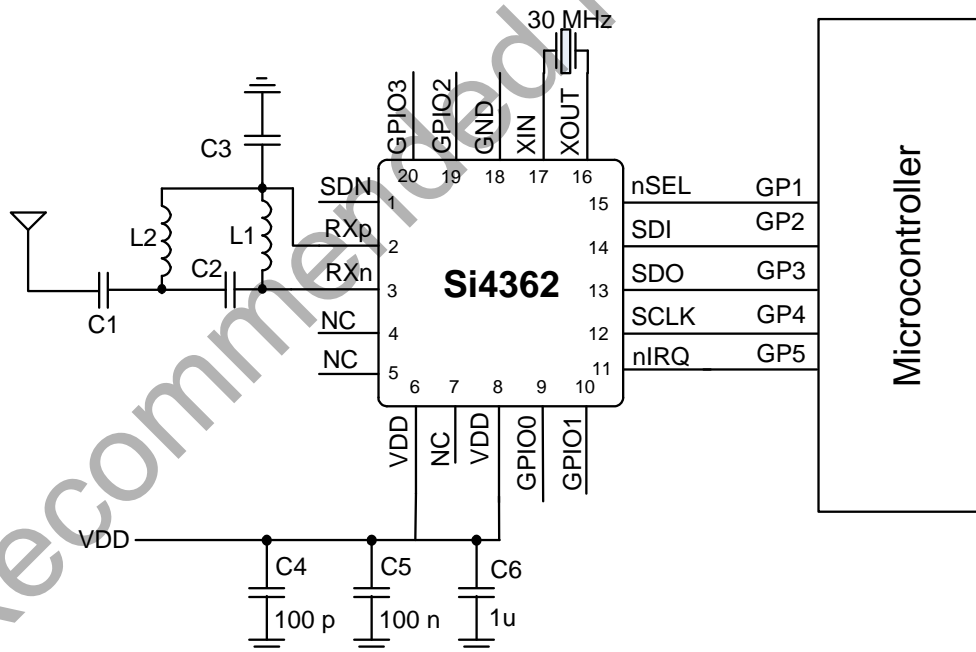 30 MHz
GPIO3
GPIO2
GND
XIN
XOUT
C3
20
19
18
17
16
SDN
1
15
nSEL
GP1
L2
L1
RXp
2
14
SDI
GP2
C2
RXn
3
Si4362
13
SDO
GP3
C1
NC
4
12
SCLK
GP4
NC
5
11
nIRQ
GP5
Microcontroller
6
7
8
9
10
VDD
NC
VDD
GPIO0
GPIO1
VDD
C4
100 p
C5
100 n
C6
1u
Recommended